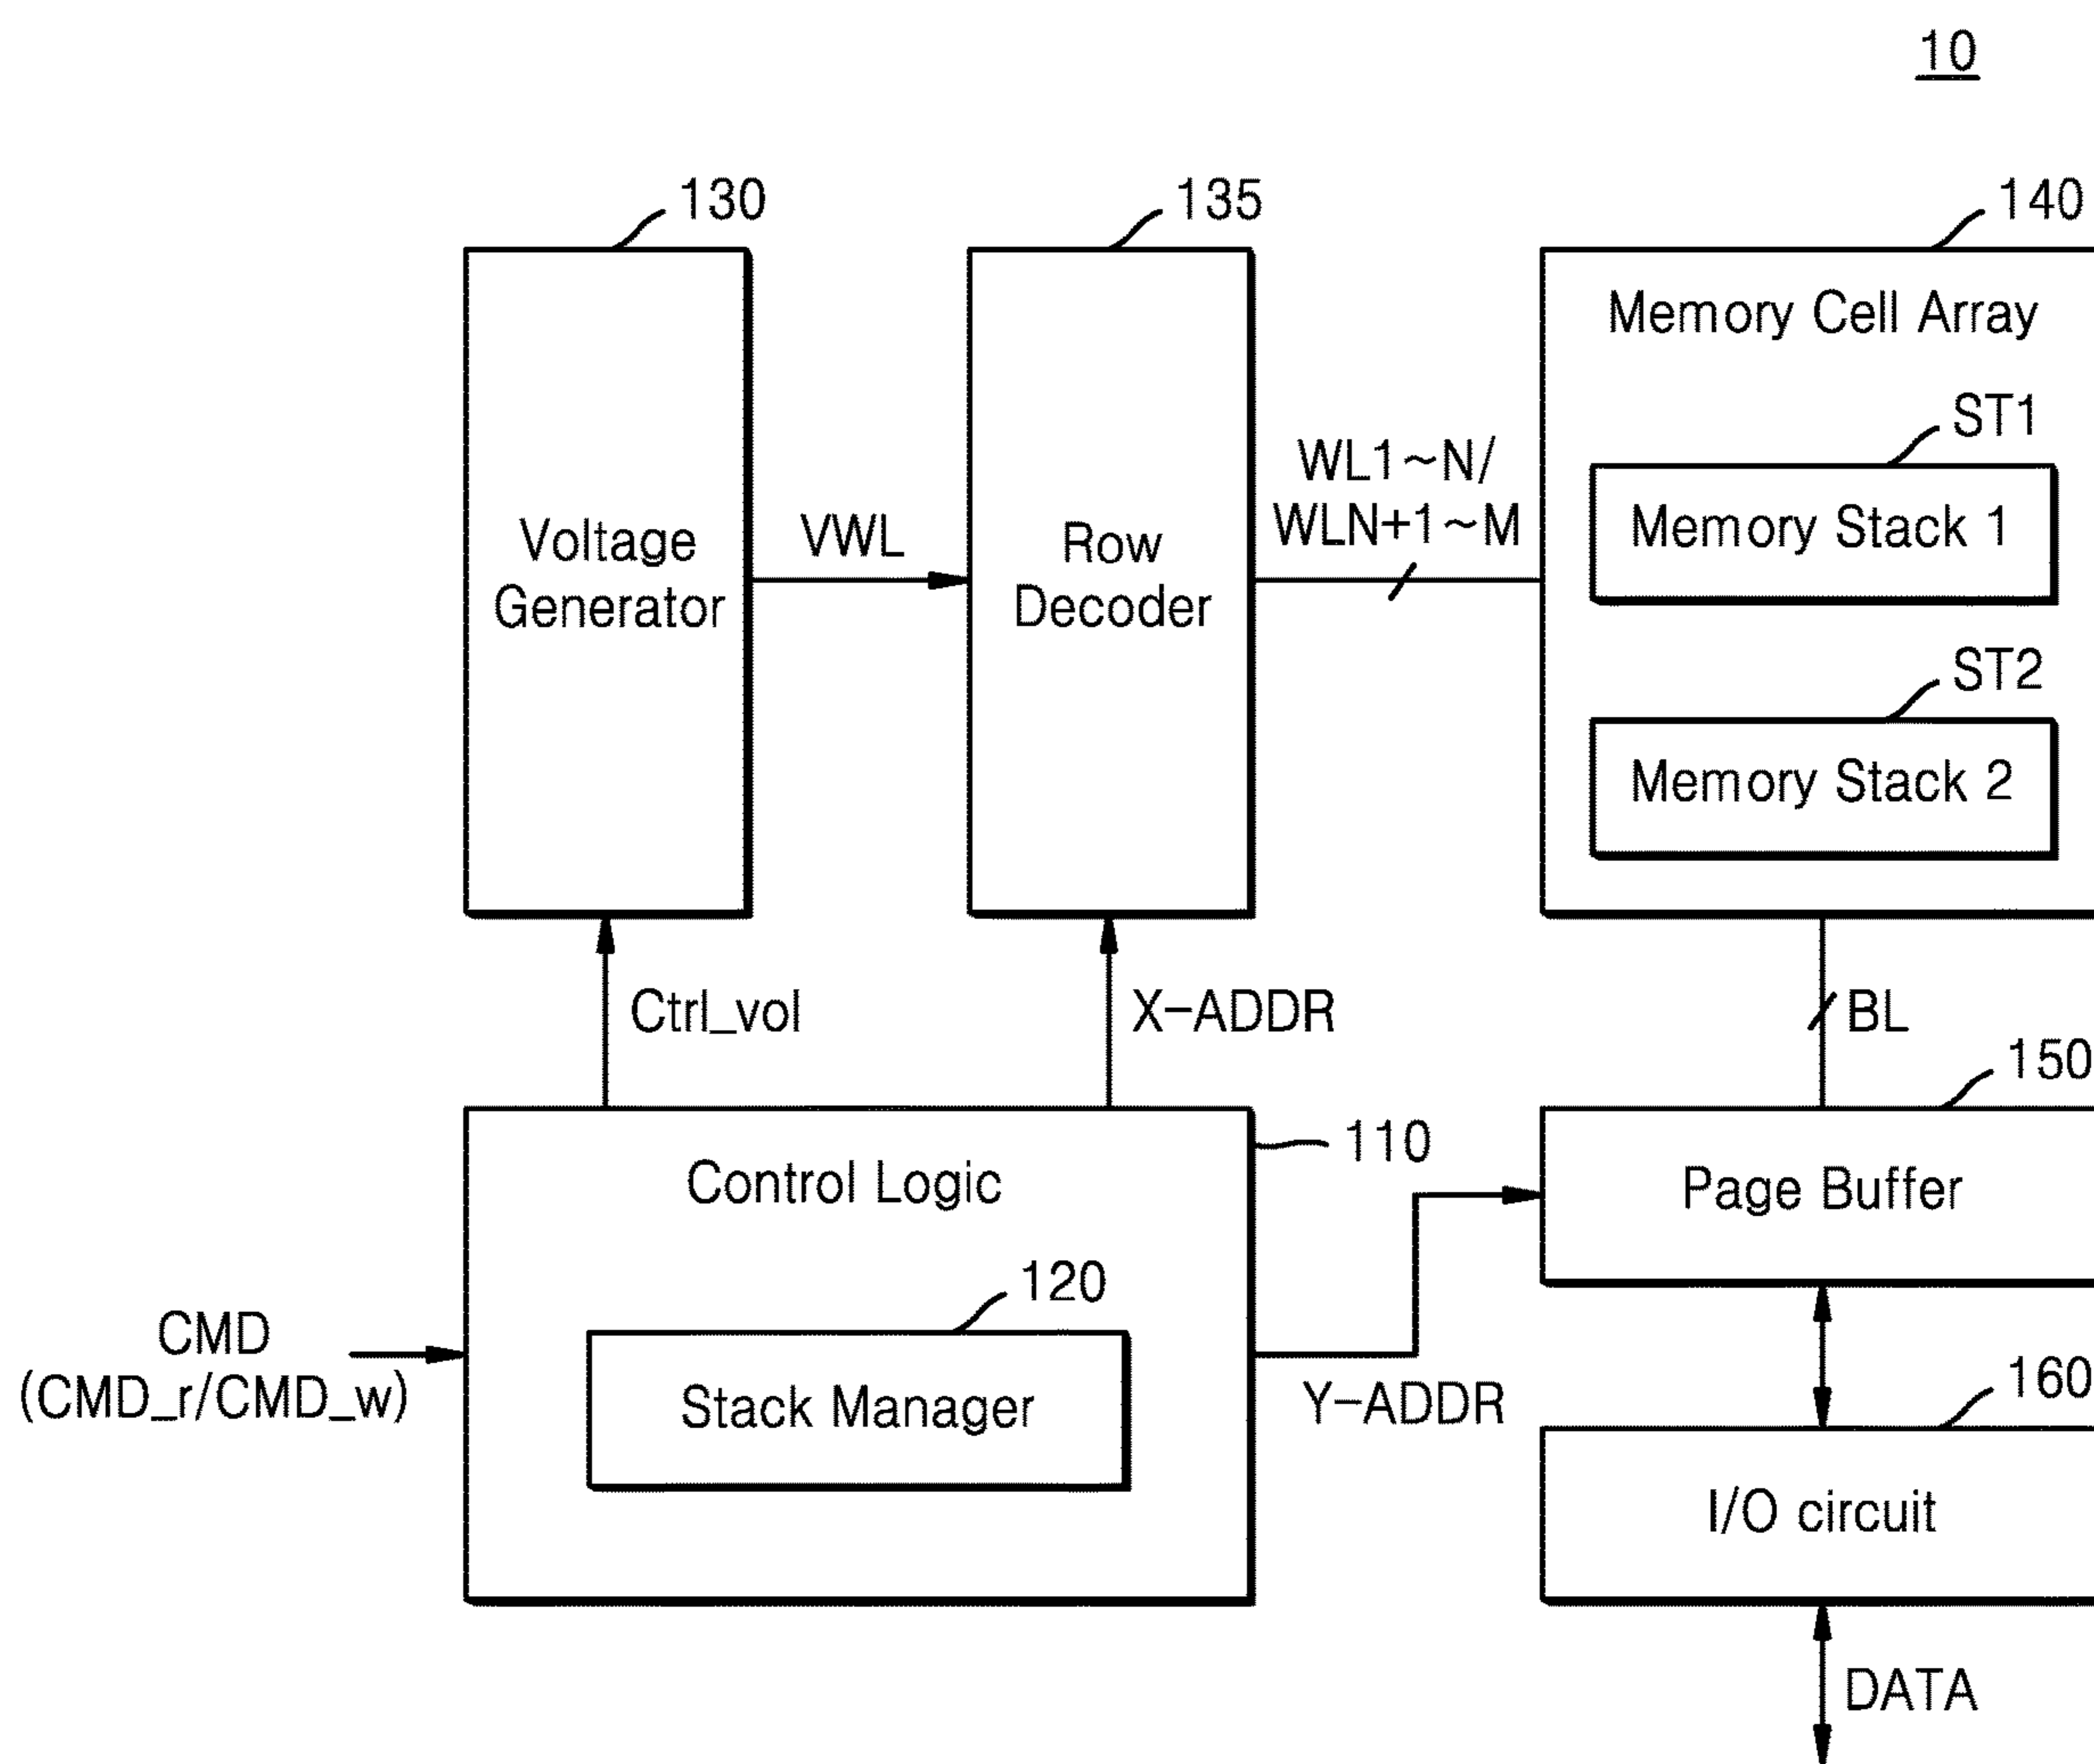 10
130
135
140
Memory Cell Array
ST1
WL1~N/
WLN+1~M
Memory Stack 1
Voltage
Generator
VWL
Row
Decoder
ST2
Memory Stack 2
Ctrl_vol
X-ADDR
BL
150
110
Control Logic
Page Buffer
120
CMD
(CMD_r/CMD_w)
Stack Manager
Y-ADDR
160
I/O circuit
DATA